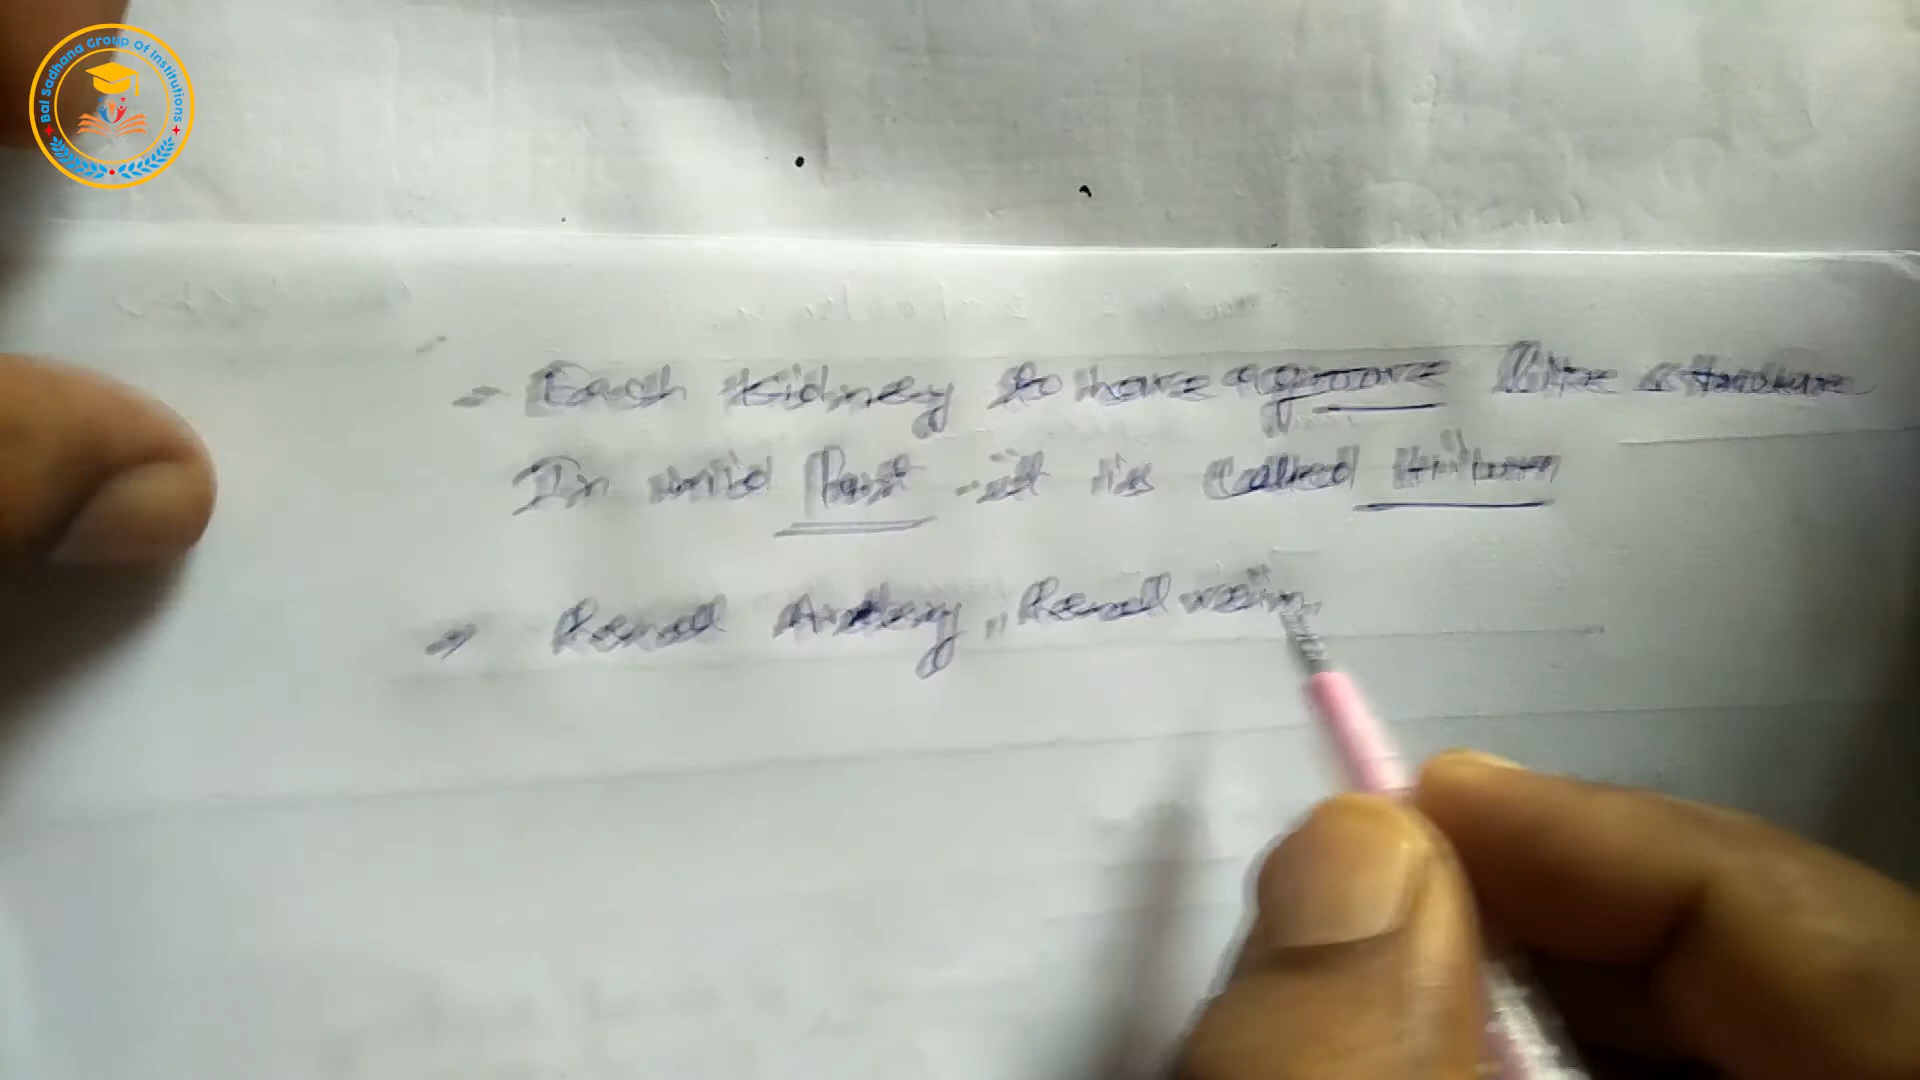 Bal Sadhana Group Of Institutions
→ Each kidney to have a groove like structure
In mid Part it is called Hilum
→ Renal Artery, Renal vein,